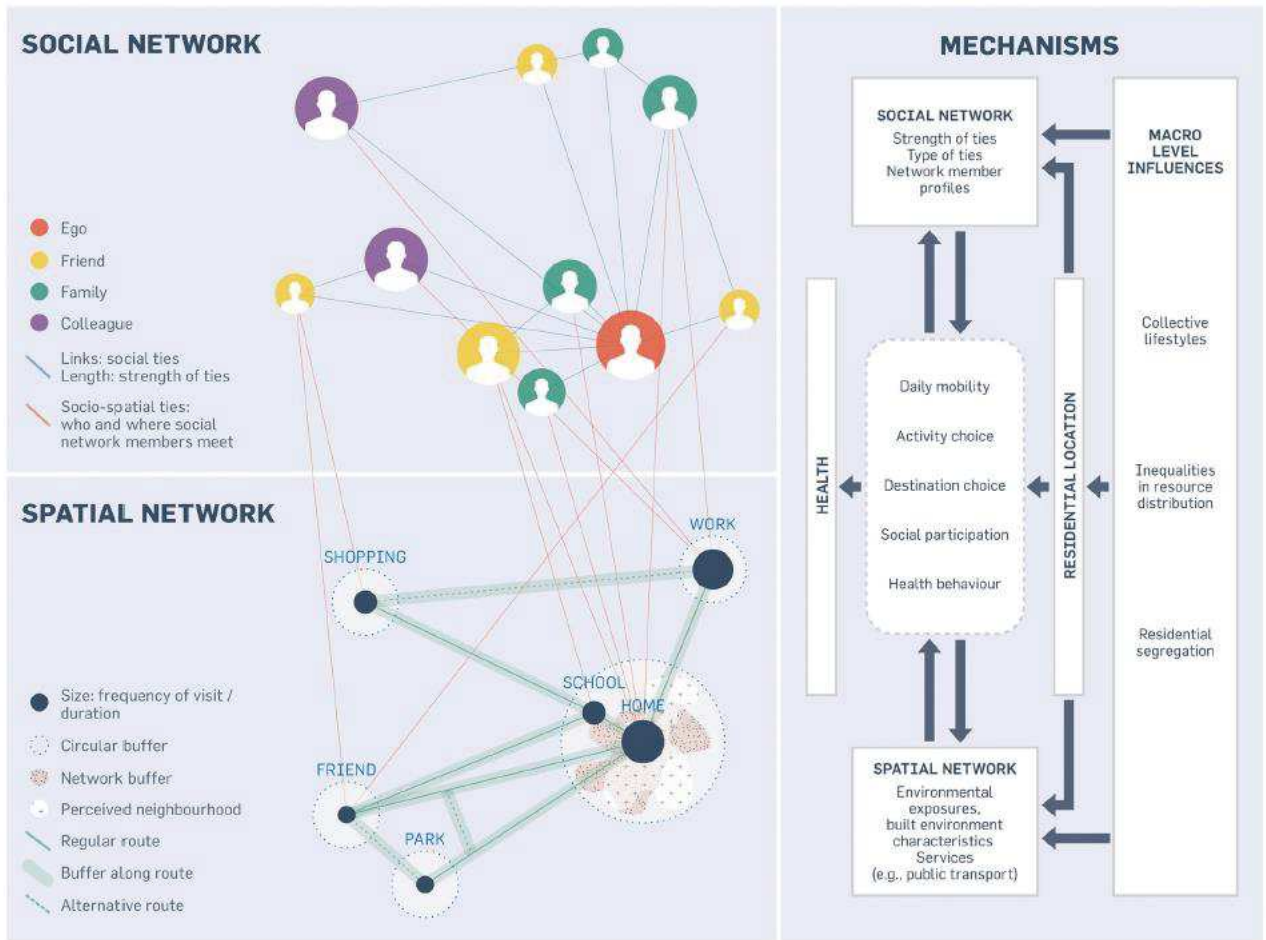 SOCIAL NETWORK
Ego
Friend
Family
Colleague
Links: social ties
Length: strength of ties
Socio-spatial ties:
who and where social
network members meet
SPATIAL NETWORK
WORK
SHOPPING
SCHOOL
HOME
FRIEND
PARK
Size: frequency of visit /
duration
Circular buffer
Network buffer
Perceived neighbourhood
Regular route
Buffer along route
Alternative route
MECHANISMS
SOCIAL NETWORK
Strength of ties
Type of ties
Network member
profiles
MACRO
LEVEL
INFLUENCES
Collective
lifestyles
Inequalities
in resource
distribution
Residential
segregation
HEALTH
Daily mobility
Activity choice
Destination choice
Social participation
Health behaviour
RESIDENTIAL LOCATION
SPATIAL NETWORK
Environmental
exposures,
built environment
characteristics
Services
(e.g., public transport)